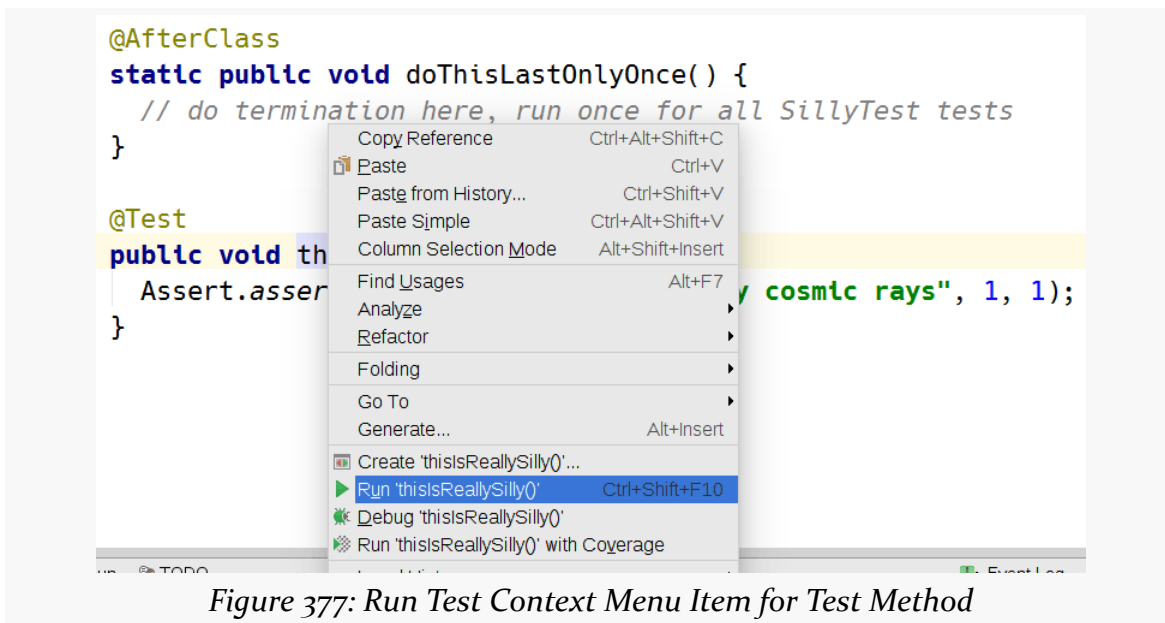 @AfterClass
static public void doThisLastOnlyOnce() {
// do termination here, run once for all SillyTest tests
}
Copy Reference Ctrl+Alt+Shift+C
Paste Ctrl+V
Paste from History... Ctrl+Shift+V
Paste Simple Ctrl+Alt+Shift+V
Column Selection Mode Alt+Shift+Insert
Find Usages Alt+F7
Analyze
Refactor
Folding
Go To
Generate... Alt+Insert
Create 'thisIsReallySilly()'...
Run 'thisIsReallySilly()' Ctrl+Shift+F10
Debug 'thisIsReallySilly()'
Run 'thisIsReallySilly()' with Coverage
@Test
public void th
Assert.asser y cosmic rays", 1, 1);
}
TODO Event Log
Figure 377: Run Test Context Menu Item for Test Method